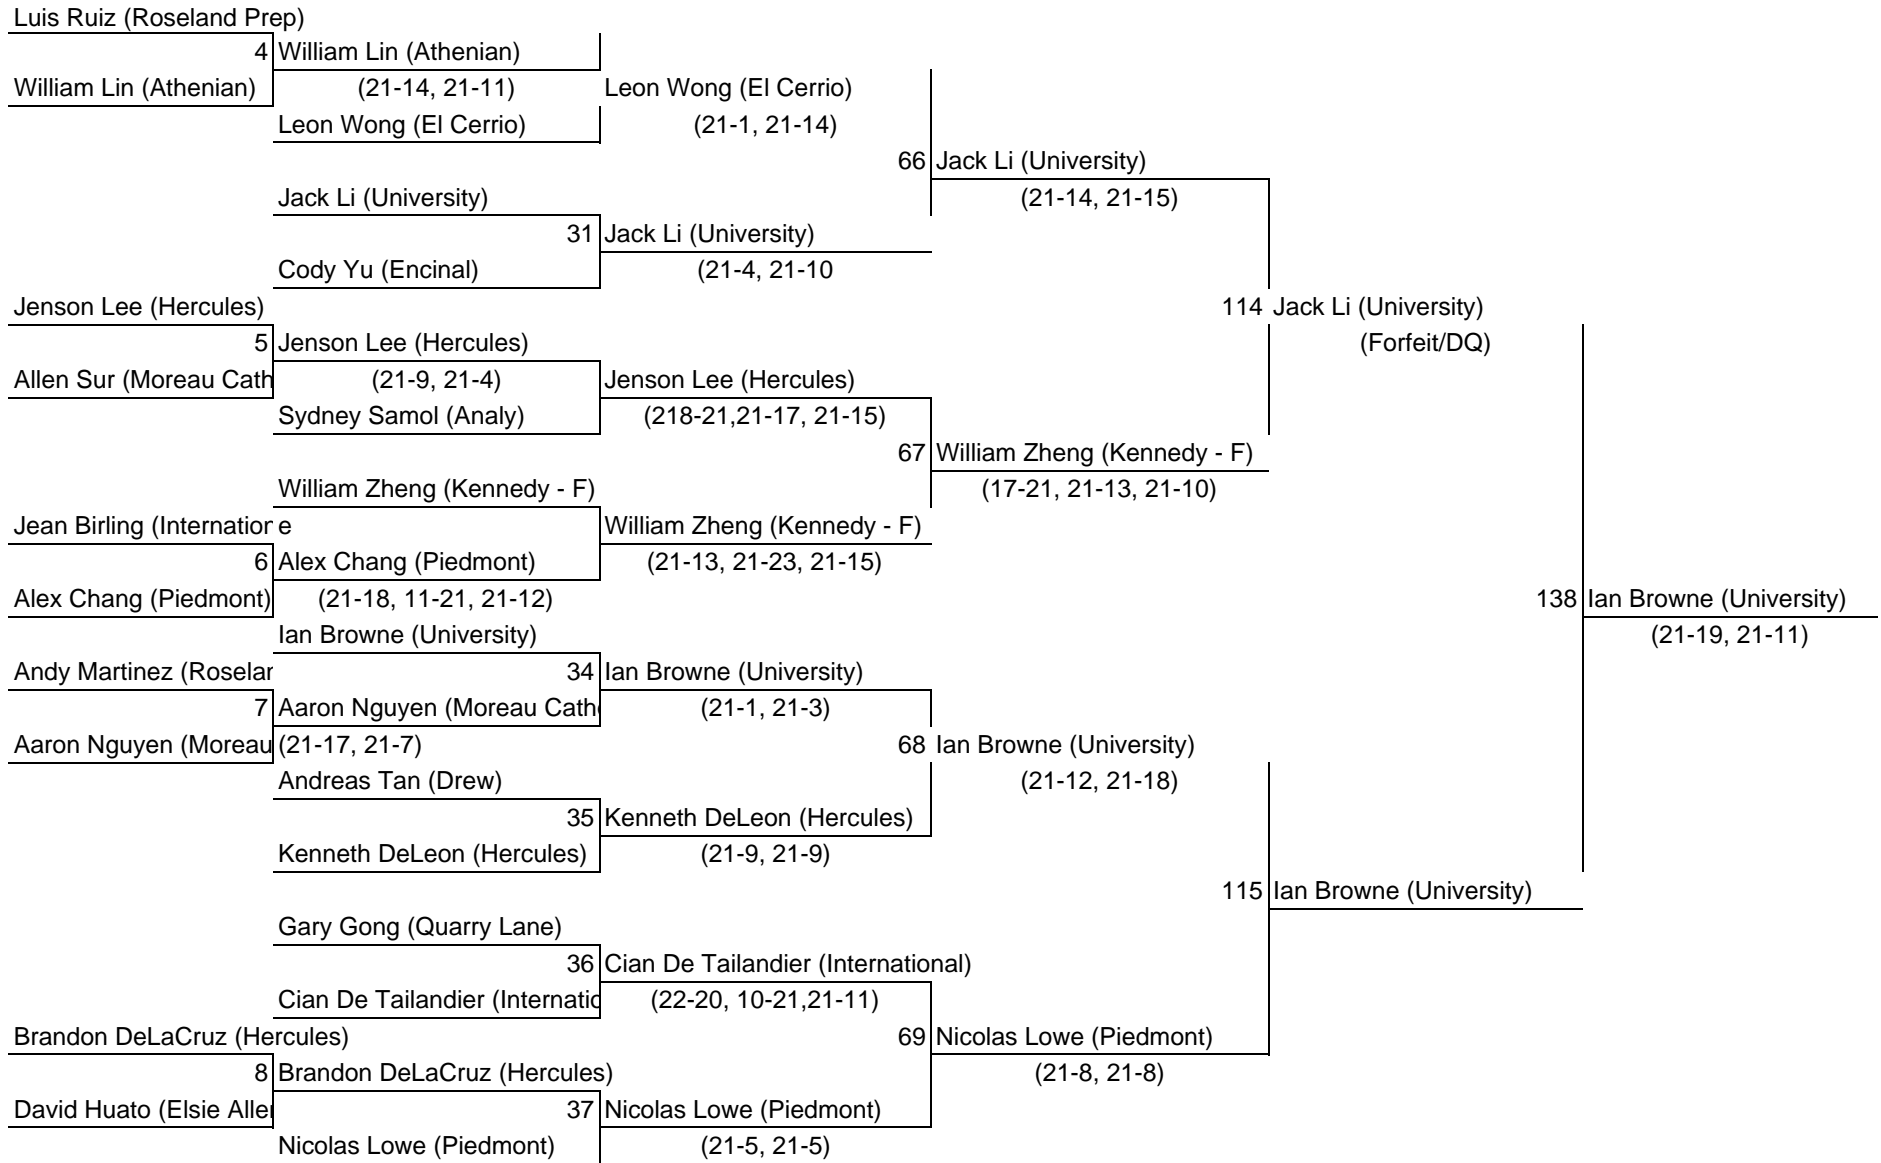 Luis Ruiz (Roseland Prep)
4 William Lin (Athenian)
William Lin (Athenian) (21-14, 21-11) Leon Wong (El Cerrio)
Leon Wong (El Cerrio) (21-1, 21-14)
66 Jack Li (University)
Jack Li (University) (21-14, 21-15)
31 Jack Li (University)
Cody Yu (Encinal) (21-4, 21-10
Jenson Lee (Hercules) 114 Jack Li (University)
5 Jenson Lee (Hercules) (Forfeit/DQ)
Allen Sur (Moreau Cath (21-9, 21-4) Jenson Lee (Hercules)
Sydney Samol (Analy) (218-21,21-17, 21-15)
67 William Zheng (Kennedy - F)
William Zheng (Kennedy - F) (17-21, 21-13, 21-10)
Jean Birling (Internatione William Zheng (Kennedy - F)
6 Alex Chang (Piedmont) (21-13, 21-23, 21-15)
Alex Chang (Piedmont) (21-18, 11-21, 21-12) 138 Ian Browne (University)
Ian Browne (University) (21-19, 21-11)
Andy Martinez (Roselar 34 Ian Browne (University)
7 Aaron Nguyen (Moreau Cath (21-1, 21-3)
Aaron Nguyen (Moreau (21-17, 21-7) 68 Ian Browne (University)
Andreas Tan (Drew) (21-12, 21-18)
35 Kenneth DeLeon (Hercules)
Kenneth DeLeon (Hercules) (21-9, 21-9)
115 Ian Browne (University)
Gary Gong (Quarry Lane)
36 Cian De Tailandier (International)
Cian De Tailandier (Internatic (22-20, 10-21,21-11)
Brandon DeLaCruz (Hercules) 69 Nicolas Lowe (Piedmont)
8 Brandon DeLaCruz (Hercules) (21-8, 21-8)
David Huato (Elsie Aller 37 Nicolas Lowe (Piedmont)
Nicolas Lowe (Piedmont) (21-5, 21-5)